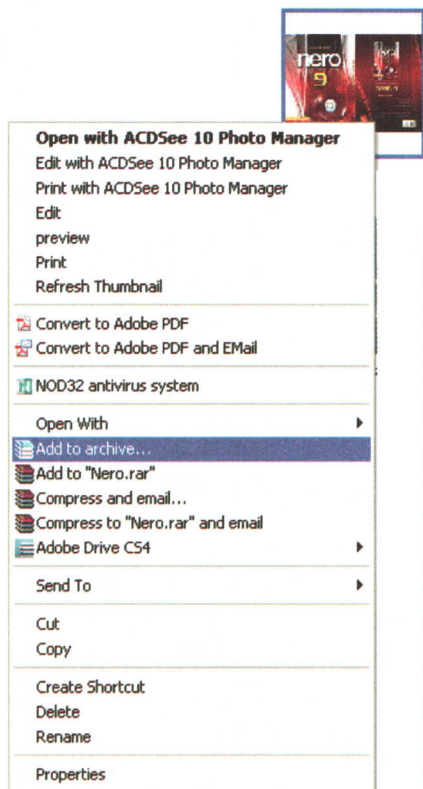 nero
9
Open with ACDSee 10 Photo Manager
Edit with ACDSee 10 Photo Manager
Print with ACDSee 10 Photo Manager
Edit
preview
Print
Refresh Thumbnail
Convert to Adobe PDF
Convert to Adobe PDF and EMail
NOD32 antivirus system
Open With
Add to archive...
Add to "Nero.rar"
Compress and email...
Compress to "Nero.rar" and email
Adobe Drive CS4
Send To
Cut
Copy
Create Shortcut
Delete
Rename
Properties